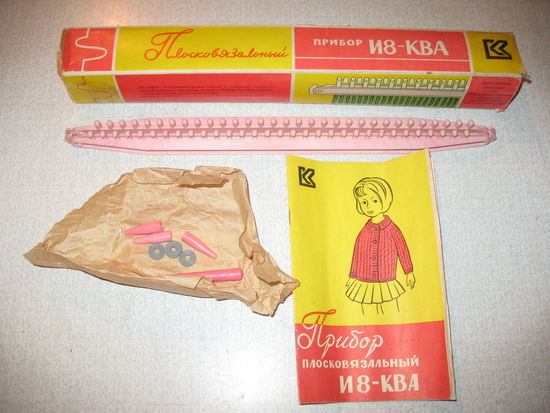 Плосковязальный
ПРИБОР И8-КВА
К
К
Прибор
ПЛОСКОВЯЗАЛЬНЫЙ
И8-КВА